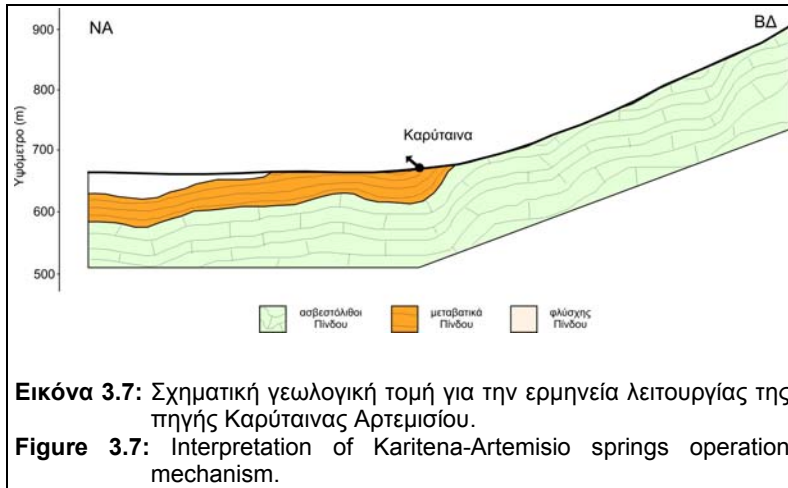 ΝΑ
ΒΔ
Υψόμετρο (m)
900
800
700
600
500
Καρύταινα
ασβεστόλιθοι
Πίνδου
μεταβατικά
Πίνδου
φλύσχης
Πίνδου
Εικόνα 3.7: Σχηματική γεωλογική τομή για την ερμηνεία λειτουργίας της
πηγής Καρύταινας Αρτεμισίου.
Figure 3.7: Interpretation of Karitena-Artemisio springs operation
mechanism.